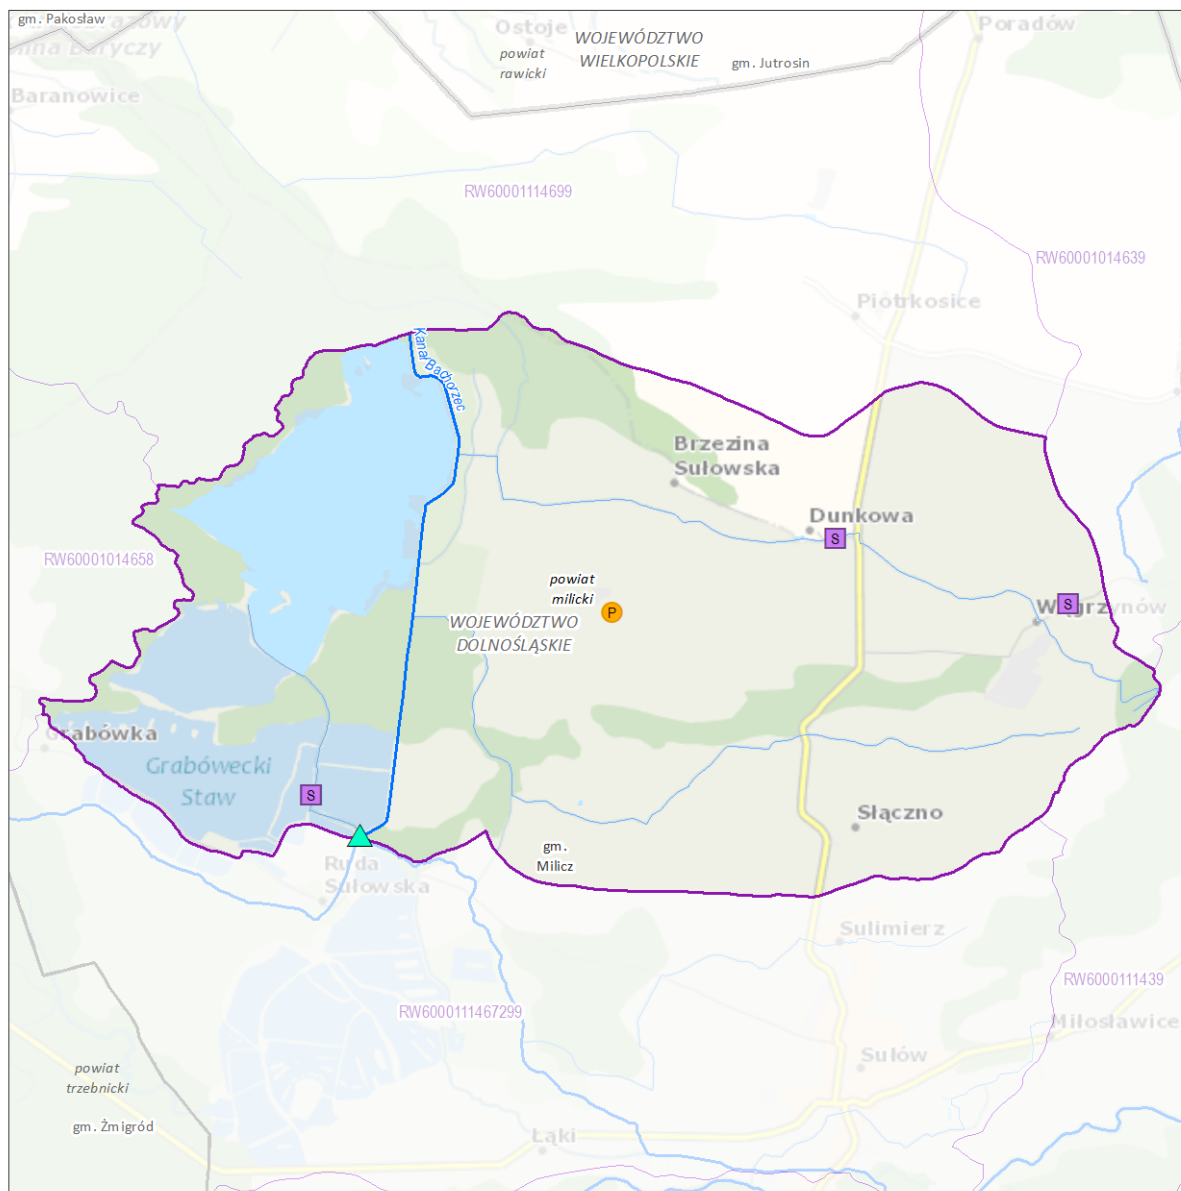 gm. Pakosław
Ostoje
WOJEWÓDZTWO
WIELKOPOLSKIE
powiat
rawicki
gm. Jutrosin
Poradów
Baryczy
Baranowice
RW60001114699
RW60001014639
Piotrkosice
Kanał Bachorzec
Brzezina
Sułowska
Dunkowa
S
RW60001014658
powiat
milicki
P
S
Węgrzynów
WOJEWÓDZTWO
DOLNOŚLĄSKIE
Grabówka
Grabówecki
Staw
S
Słączno
gm.
Milicz
Ruda
Sułowska
Sulimierz
RW6000111439
RW6000111467299
Miłosławice
Sułów
powiat
trzebnicki
gm. Żmigród
Łąki